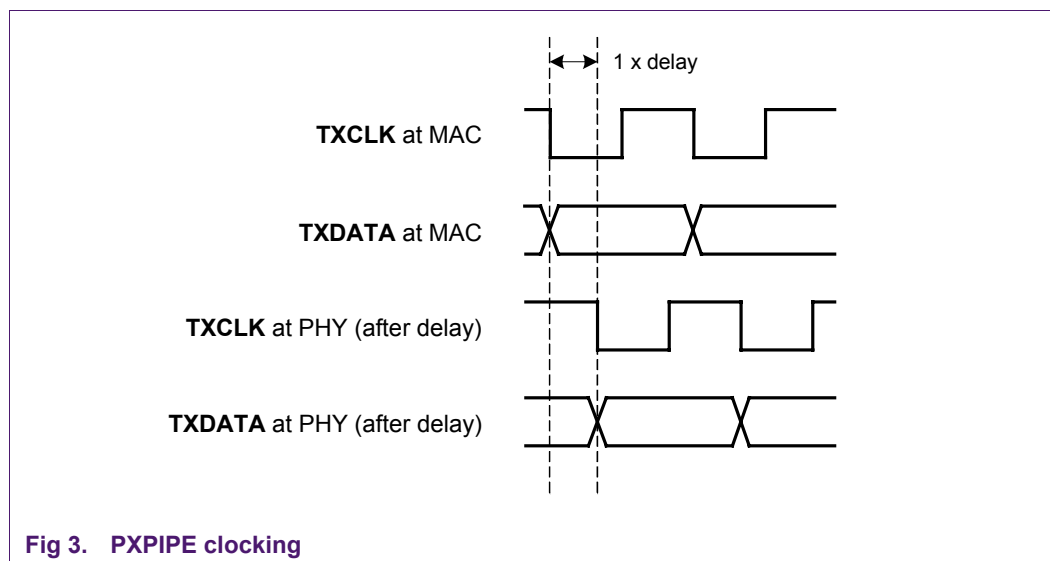 1 x delay
TXCLK at MAC
TXDATA at MAC
TXCLK at PHY (after delay)
TXDATA at PHY (after delay)
Fig 3. PXPIPE clocking